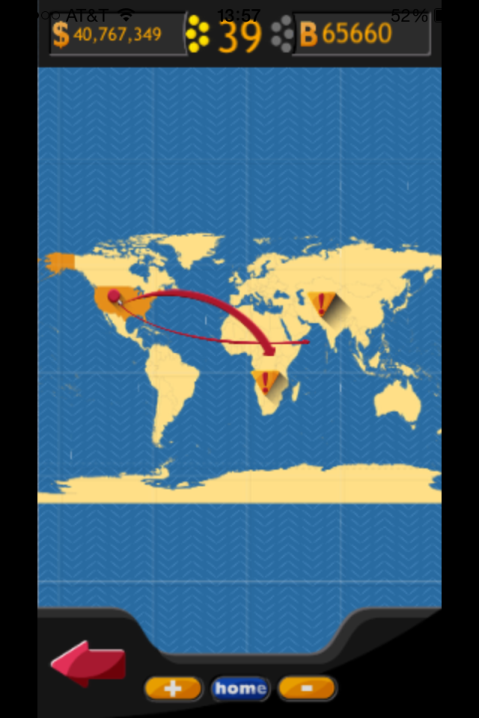 AT&T 13:57 52%
$ 40,767,349 39 B 65660
!
!
+ home -